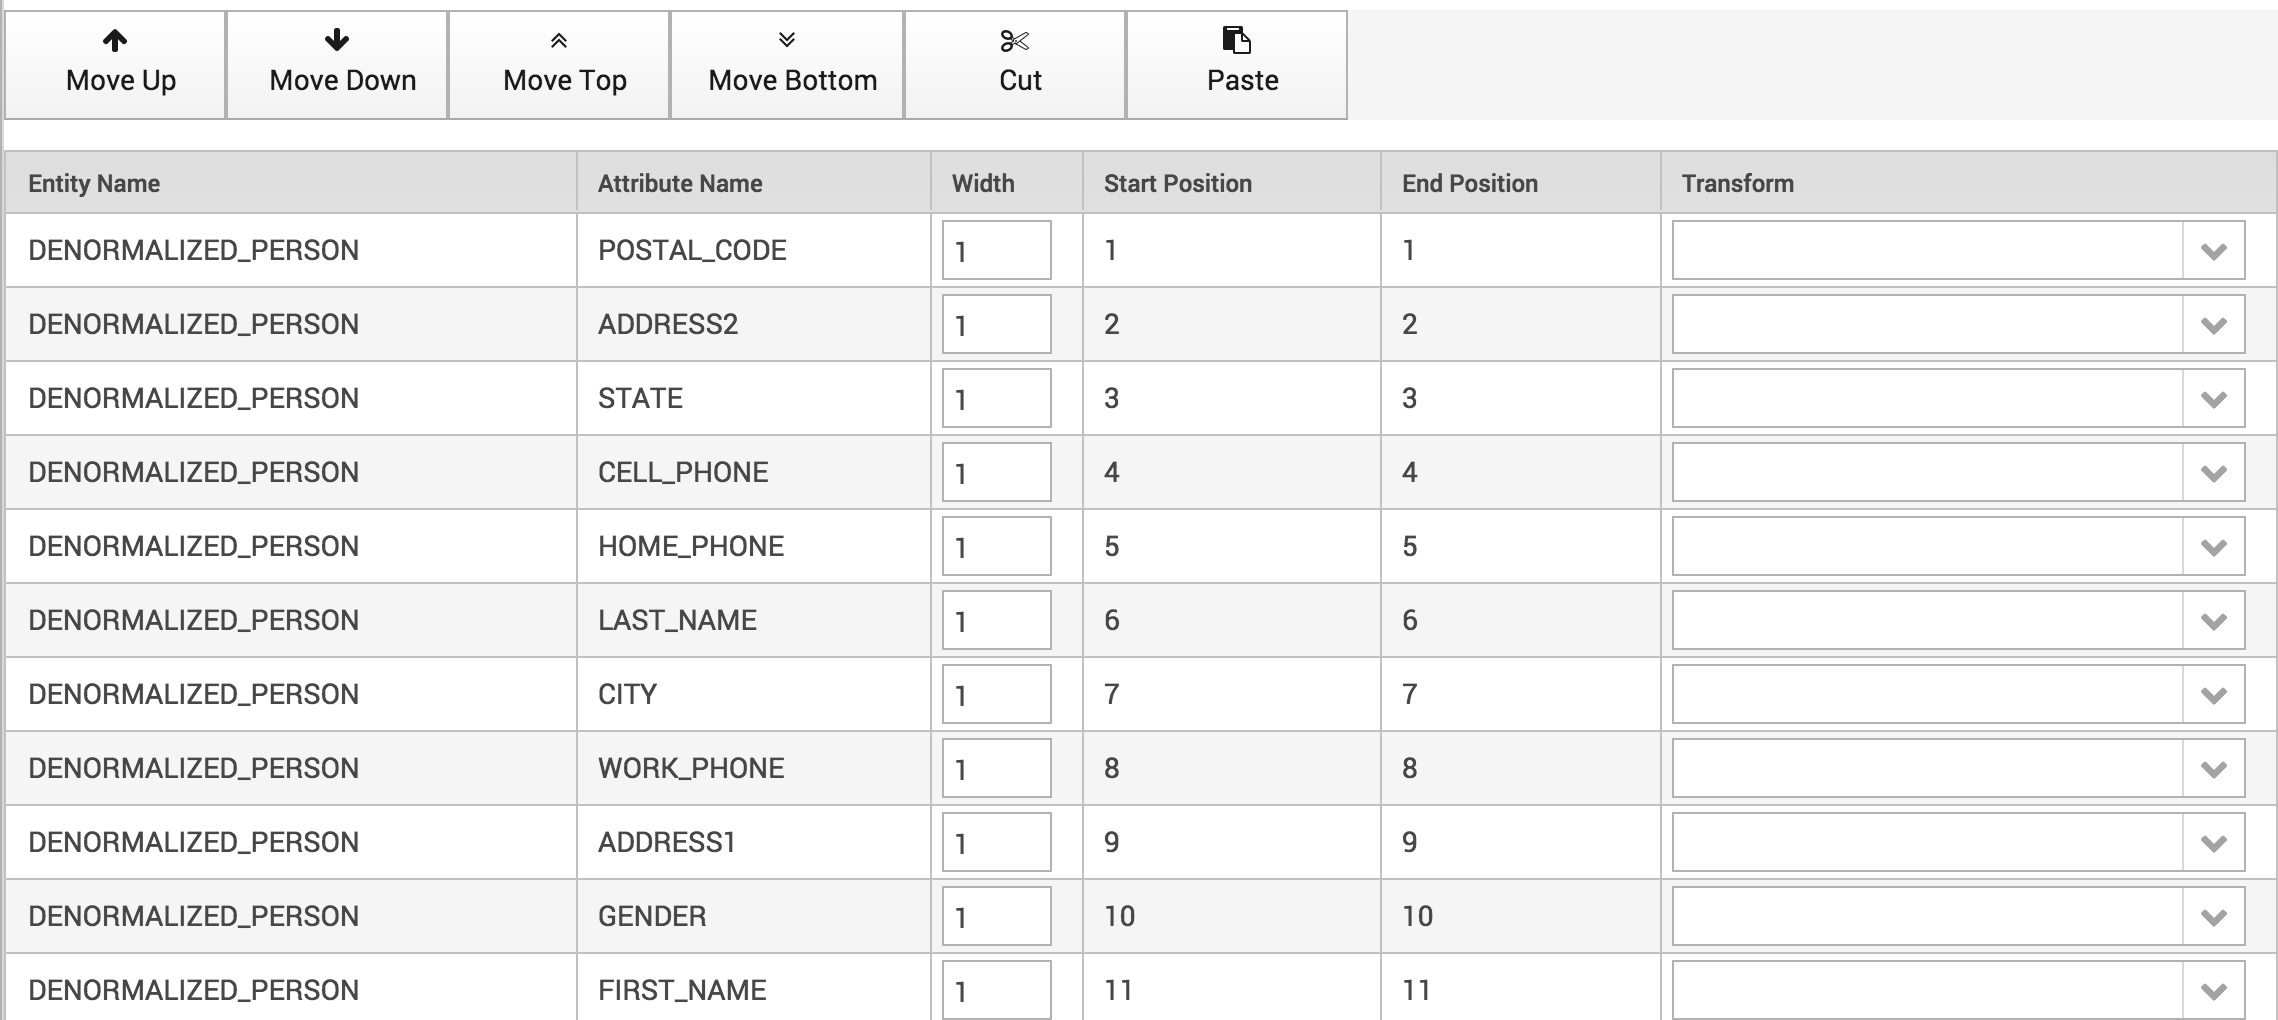 Move Up Move Down Move Top Move Bottom Cut Paste
Entity Name Attribute Name Width Start Position End Position Transform
DENORMALIZED_PERSON POSTAL_CODE 1 1 1
DENORMALIZED_PERSON ADDRESS2 1 2 2
DENORMALIZED_PERSON STATE 1 3 3
DENORMALIZED_PERSON CELL_PHONE 1 4 4
DENORMALIZED_PERSON HOME_PHONE 1 5 5
DENORMALIZED_PERSON LAST_NAME 1 6 6
DENORMALIZED_PERSON CITY 1 7 7
DENORMALIZED_PERSON WORK_PHONE 1 8 8
DENORMALIZED_PERSON ADDRESS1 1 9 9
DENORMALIZED_PERSON GENDER 1 10 10
DENORMALIZED_PERSON FIRST_NAME 1 11 11